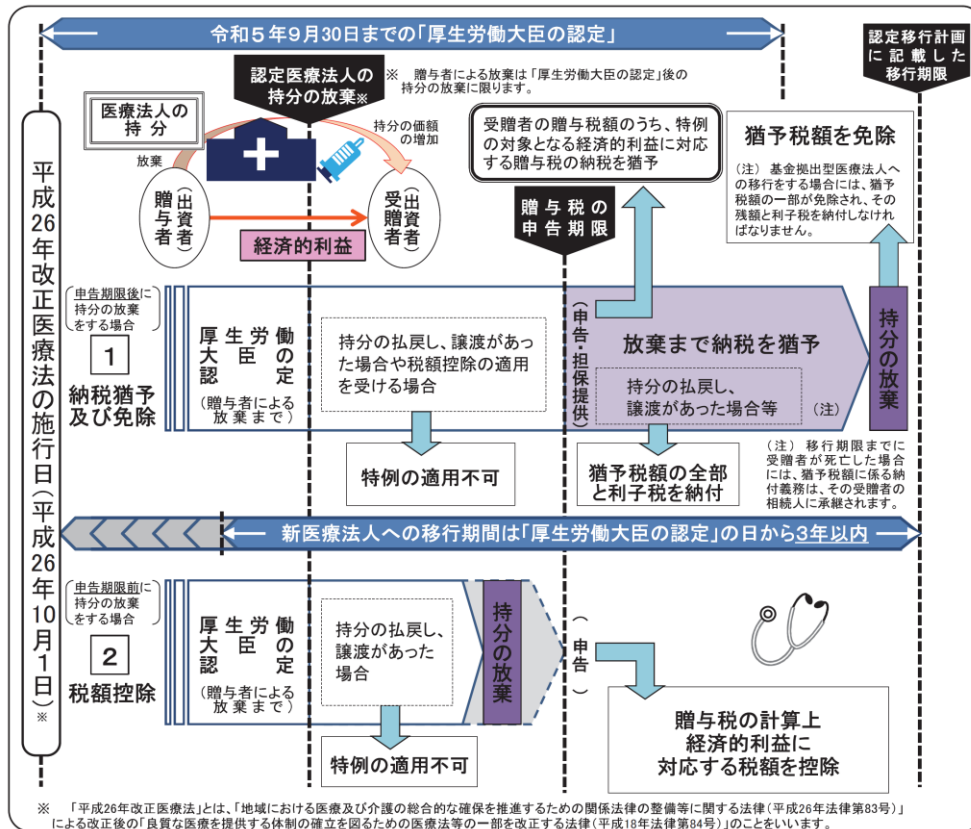 令和5年9月30日までの「厚生労働大臣の認定」
認定移行計画
に記載した
移行期限
認定医療法人の
持分の放棄※
※ 贈与者による放棄は「厚生労働大臣の認定」後の
持分の放棄に限ります。
医療法人の
持分
放棄
持分の価額
の増加
贈与者
(出資者)
受贈者
(出資者)
経済的利益
受贈者の贈与税額のうち、特例
の対象となる経済的利益に対応
する贈与税の納税を猶予
贈与税の
申告期限
猶予税額を免除
(注) 基金拠出型医療法人へ
の移行をする場合には、猶予
税額の一部が免除され、その
残額と利子税を納付しなけれ
ばなりません。
平成26年改正医療法の施行日(平成26年10月1日)※
申告期限後に
持分の放棄
をする場合
1
納税猶予
及び免除
厚生労働
大臣の
認定
(贈与者による
放棄まで)
持分の払戻し、譲渡があっ
た場合や税額控除の適用
を受ける場合
特例の適用不可
(申告・担保提供)
放棄まで納税を猶予
持分の払戻し、
譲渡があった場合等
(注)
猶予税額の全部
と利子税を納付
持分の放棄
(注) 移行期限までに
受贈者が死亡した場合
には、猶予税額に係る納
付義務は、その受贈者の
相続人に承継されます。
新医療法人への移行期間は「厚生労働大臣の認定」の日から3年以内
申告期限前に
持分の放棄
をする場合
2
税額控除
厚生労働
大臣の
認定
(贈与者による
放棄まで)
持分の払戻し、
譲渡があった
場合
特例の適用不可
持分の放棄
(申告)
贈与税の計算上
経済的利益に
対応する税額を控除
※ 「平成26年改正医療法」とは、「地域における医療及び介護の総合的な確保を推進するための関係法律の整備等に関する法律(平成26年法律第83号)」
による改正後の「良質な医療を提供する体制の確立を図るための医療法等の一部を改正する法律(平成18年法律第84号)」のことをいいます。